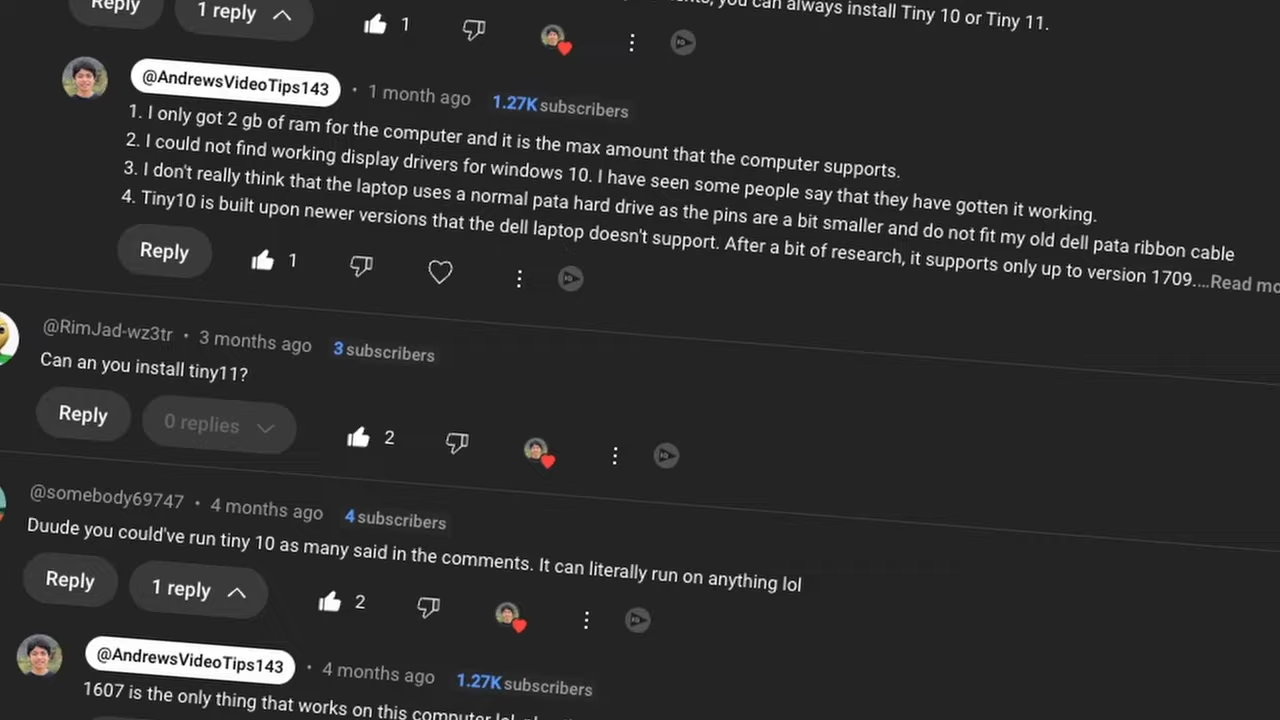 you can always install Tiny 10 or Tiny 11.
Reply
1 reply
1
@AndrewsVideoTips143 • 1 month ago 1.27K subscribers
1. I only got 2 gb of ram for the computer and it is the max amount that the computer supports.
2. I could not find working display drivers for windows 10. I have seen some people say that they have gotten it working.
3. I don't really think that the laptop uses a normal pata hard drive as the pins are a bit smaller and do not fit my old dell pata ribbon cable
4. Tiny10 is built upon newer versions that the dell laptop doesn't support. After a bit of research, it supports only up to version 1709....Read mo
Reply
1
@RimJad-wz3tr • 3 months ago 3 subscribers
Can an you install tiny11?
Reply
0 replies
2
@somebody69747 • 4 months ago 4 subscribers
Duude you could've run tiny 10 as many said in the comments. It can literally run on anything lol
Reply
1 reply
2
@AndrewsVideoTips143 • 4 months ago 1.27K subscribers
1607 is the only thing that works on this computer lol